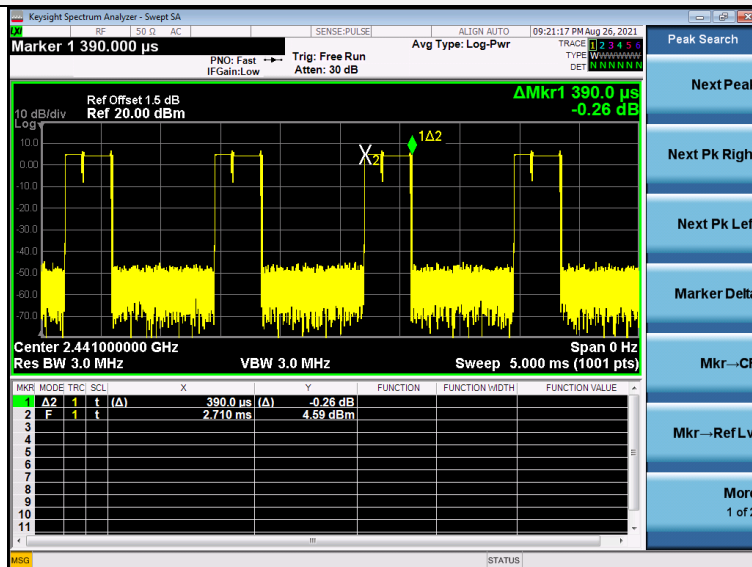 Keysight Spectrum Analyzer - Swept SA
LXI RF 50 Ω AC SENSE:PULSE ALIGN AUTO 09:21:17 PM Aug 26, 2021
Marker 1 390.000 µs
PNO: Fast
IFGain:Low
Trig: Free Run
Atten: 30 dB
Avg Type: Log-Pwr
TRACE 1 2 3 4 5 6
TYPE WWWWWW
DET N N N N N N
Peak Search
ΔMkr1 390.0 µs
-0.26 dB
Ref Offset 1.5 dB
10 dB/div Ref 20.00 dBm
Log
10.0
0.00
-10.0
-20.0
-30.0
-40.0
-50.0
-60.0
-70.0
1Δ2
X2
Center 2.441000000 GHz Span 0 Hz
Res BW 3.0 MHz VBW 3.0 MHz Sweep 5.000 ms (1001 pts)
MKR MODE TRC SCL X Y FUNCTION FUNCTION WIDTH FUNCTION VALUE
1 Δ2 1 t (Δ) 390.0 µs (Δ) -0.26 dB
2 F 1 t 2.710 ms 4.59 dBm
3
4
5
6
7
8
9
10
11
MSG STATUS
Next Peak
Next Pk Righ
Next Pk Lef
Marker Delta
Mkr→CF
Mkr→Ref Lv
More
1 of 2